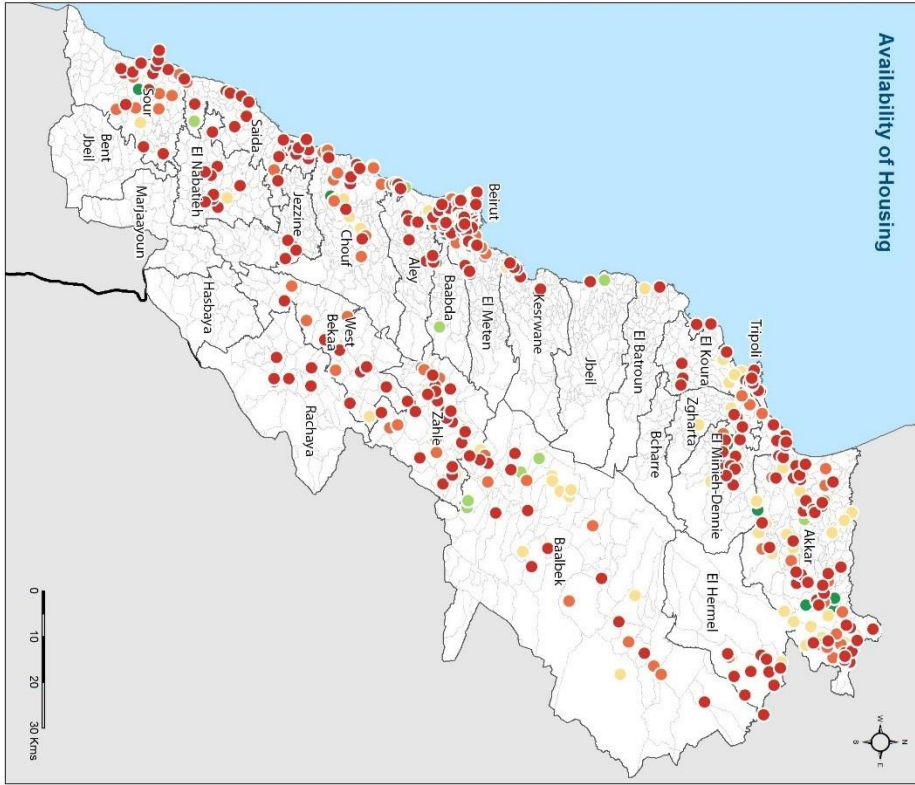 Availability of Housing
N
W
E
S
Akkar
Tripoli
El Minieh-Dennie
El Koura
Zgharta
Bcharre
El Hermel
El Batroun
Jbeil
Baalbek
Kesrwane
El Meten
Beirut
Baabda
Aley
Zahle
Chouf
West
Bekaa
Rachaya
Jezzine
Saida
El Nabatieh
Hasbaya
Sour
Marjaayoun
Bent
Jbeil
0 10 20 30 Kms